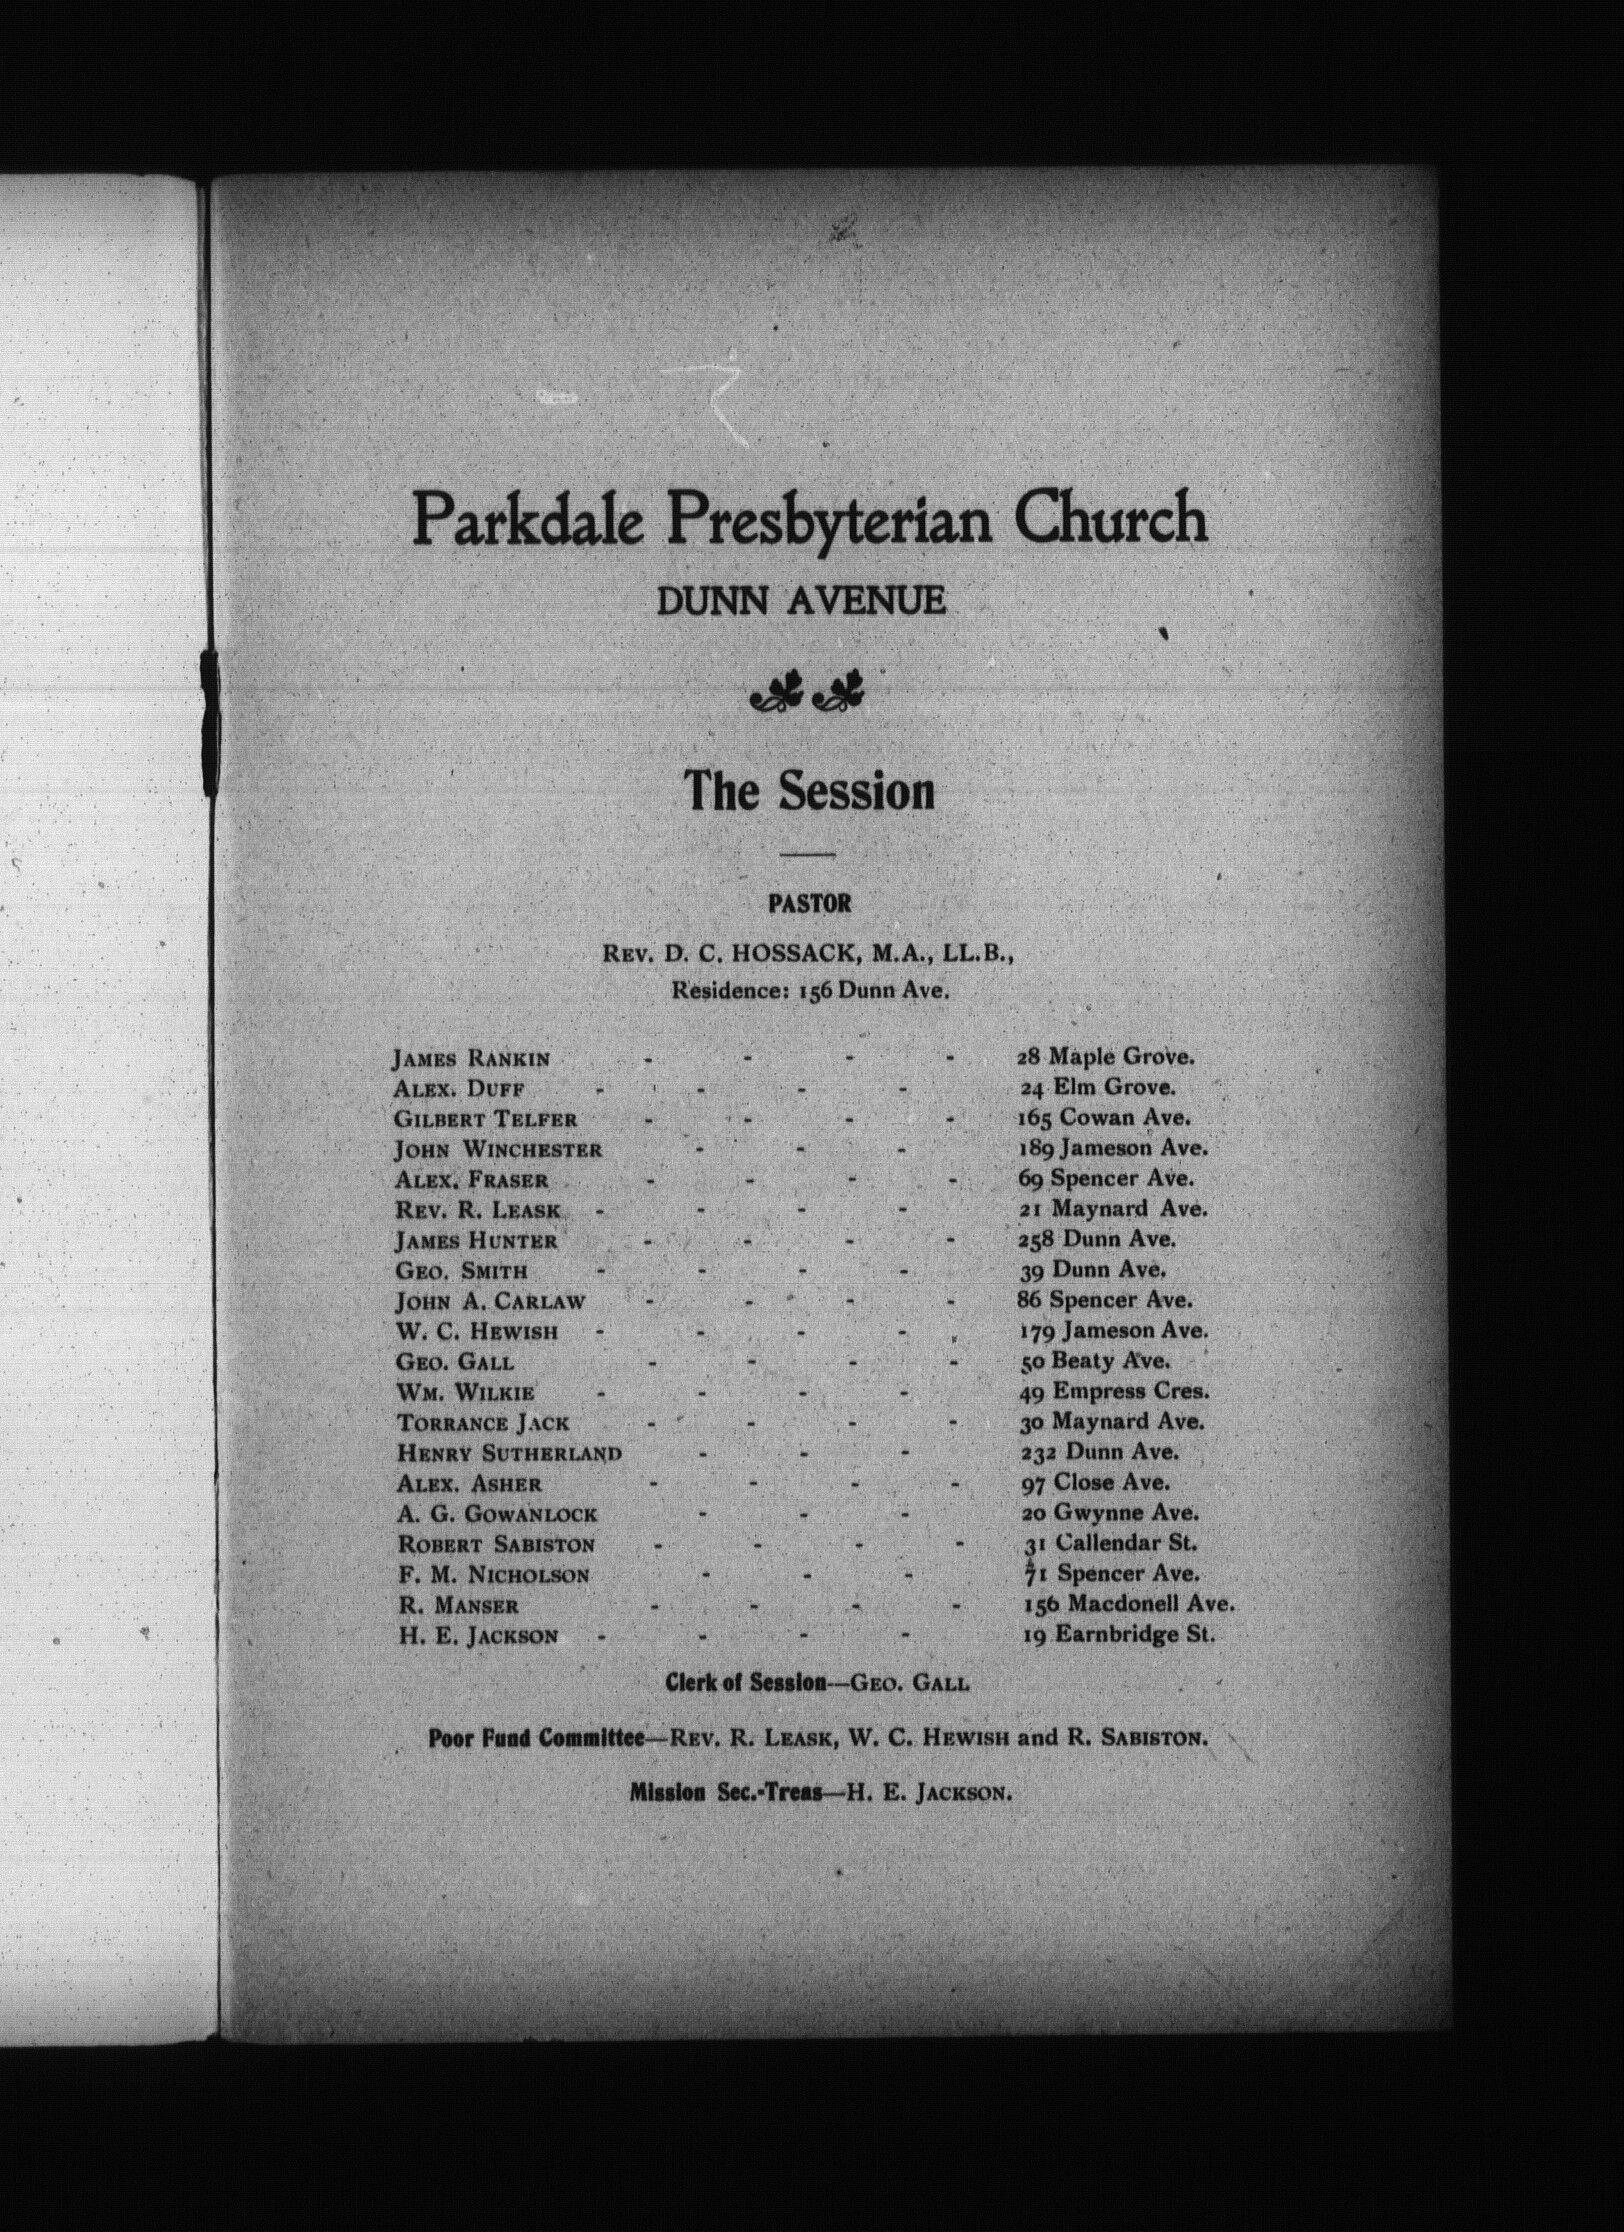 Parkdale Presbyterian Church
DUNN AVENUE
The Session
PASTOR
REV. D. C. HOSSACK, M.A., LL.B.,
Residence: 156 Dunn Ave.
JAMES RANKIN - - - - 28 Maple Grove.
ALEX. DUFF - - - - 24 Elm Grove.
GILBERT TELFER - - - - 165 Cowan Ave.
JOHN WINCHESTER - - - 189 Jameson Ave.
ALEX. FRASER - - - - 69 Spencer Ave.
REV. R. LEASK - - - - 21 Maynard Ave.
JAMES HUNTER - - - - 258 Dunn Ave.
GEO. SMITH - - - - 39 Dunn Ave.
JOHN A. CARLAW - - - - 86 Spencer Ave.
W. C. HEWISH - - - - 179 Jameson Ave.
GEO. GALL - - - - 50 Beaty Ave.
WM. WILKIE - - - - 49 Empress Cres.
TORRANCE JACK - - - - 30 Maynard Ave.
HENRY SUTHERLAND - - - 232 Dunn Ave.
ALEX. ASHER - - - - 97 Close Ave.
A. G. GOWANLOCK - - - 20 Gwynne Ave.
ROBERT SABISTON - - - - 31 Callendar St.
F. M. NICHOLSON - - - 71 Spencer Ave.
R. MANSER - - - - 156 Macdonell Ave.
H. E. JACKSON - - - - 19 Earnbridge St.
Clerk of Session—GEO. GALL
Poor Fund Committee—REV. R. LEASK, W. C. HEWISH and R. SABISTON.
Mission Sec.-Treas—H. E. JACKSON.